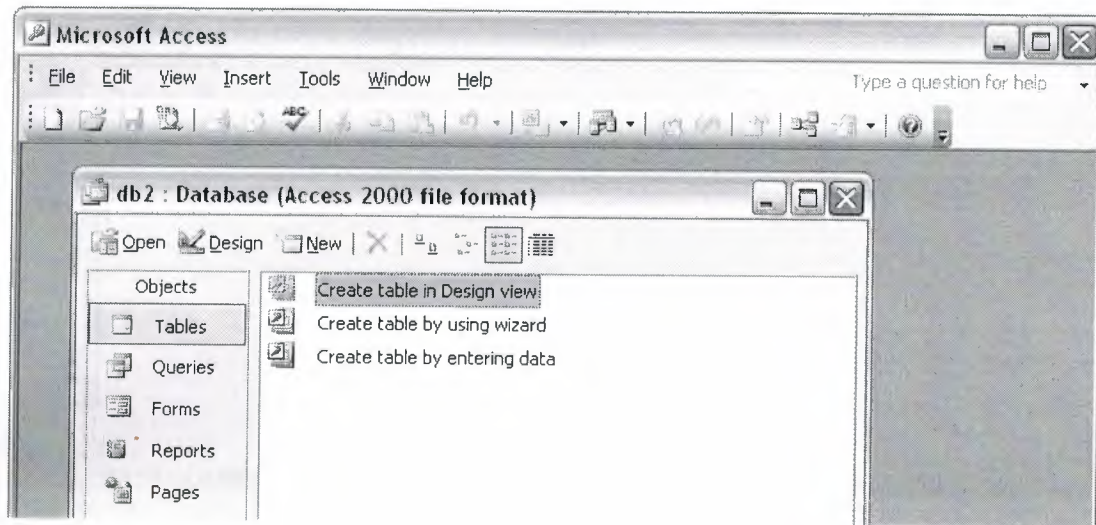 Microsoft Access
File Edit View Insert Tools Window Help Type a question for help
ABC
db2 : Database (Access 2000 file format)
Open Design New
Objects
Tables
Queries
Forms
Reports
Pages
Create table in Design view
Create table by using wizard
Create table by entering data